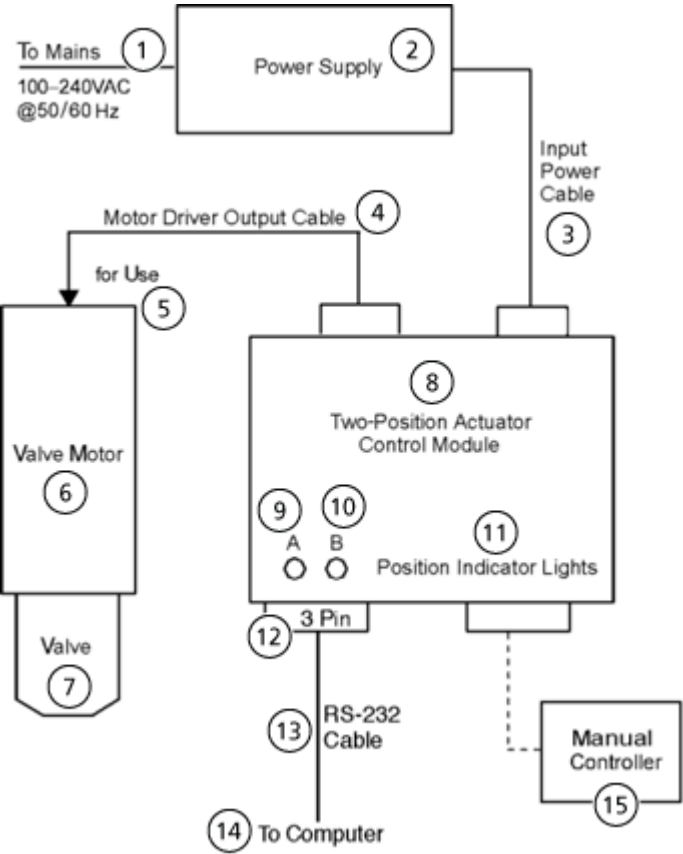 To Mains
1
100–240VAC
@50/60 Hz
Power Supply
2
Input
Power
Cable
3
Motor Driver Output Cable
4
for Use
5
Valve Motor
6
Valve
7
8
Two-Position Actuator
Control Module
9
10
A B
11
Position Indicator Lights
12
3 Pin
13
RS-232
Cable
14 To Computer
Manual
Controller
15